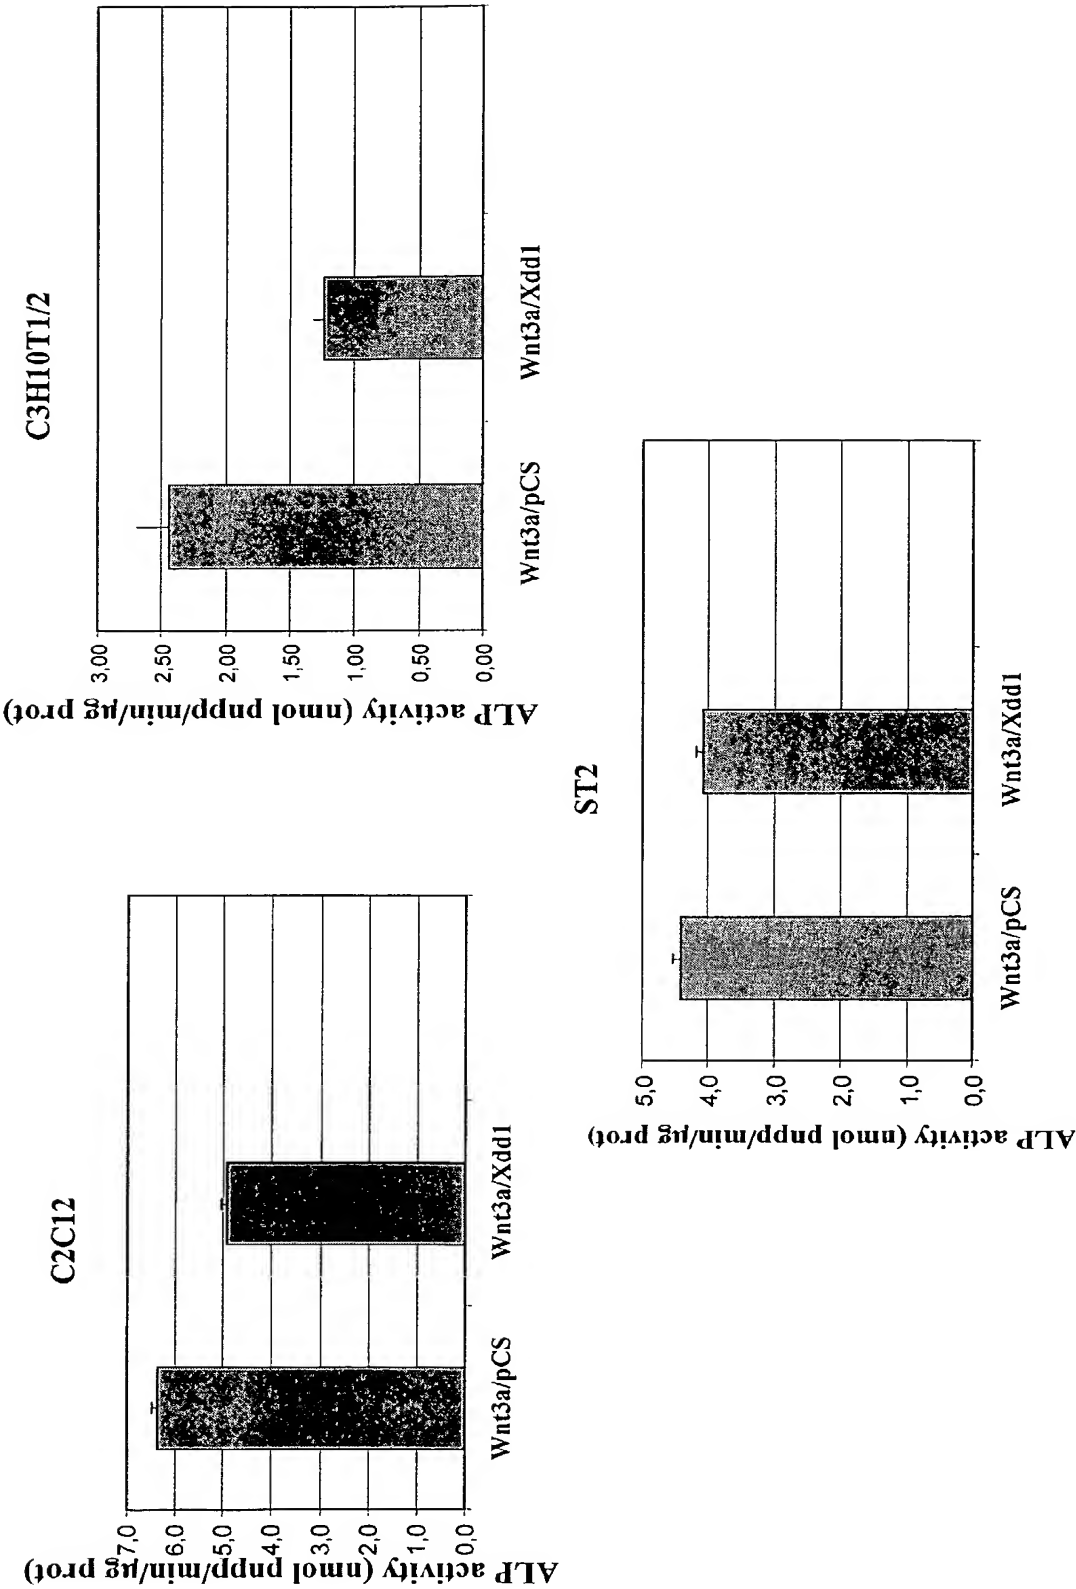 C2C12
ALP activity (nmol pnpp/min/µg prot)
7,0
6,0
5,0
4,0
3,0
2,0
1,0
0,0
Wnt3a/pCS
Wnt3a/Xdd1
C3H10T1/2
ALP activity (nmol pnpp/min/µg prot)
3,00
2,50
2,00
1,50
1,00
0,50
0,00
Wnt3a/pCS
Wnt3a/Xdd1
ST2
ALP activity (nmol pnpp/min/µg prot)
5,0
4,0
3,0
2,0
1,0
0,0
Wnt3a/pCS
Wnt3a/Xdd1